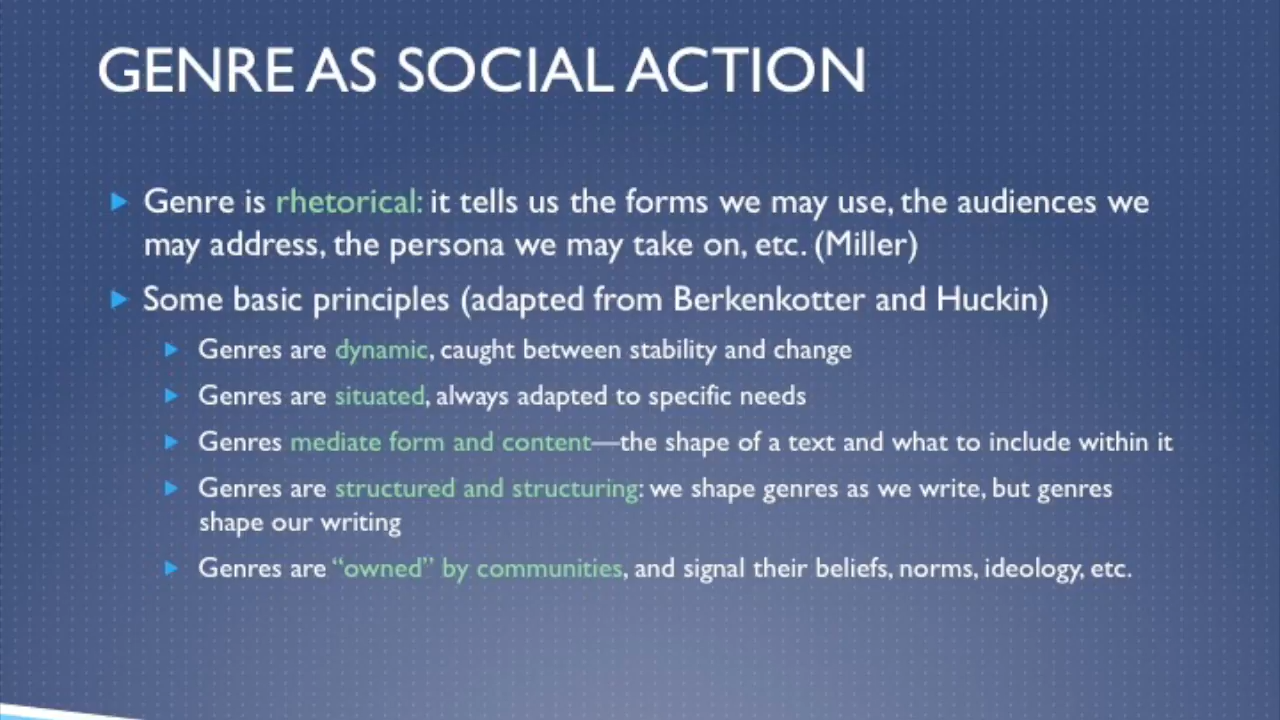 GENRE AS SOCIAL ACTION
Genre is rhetorical: it tells us the forms we may use, the audiences we
may address, the persona we may take on, etc. (Miller)
Some basic principles (adapted from Berkenkotter and Huckin)
Genres are dynamic, caught between stability and change
Genres are situated, always adapted to specific needs
Genres mediate form and content—the shape of a text and what to include within it
Genres are structured and structuring: we shape genres as we write, but genres
shape our writing
Genres are “owned” by communities, and signal their beliefs, norms, ideology, etc.